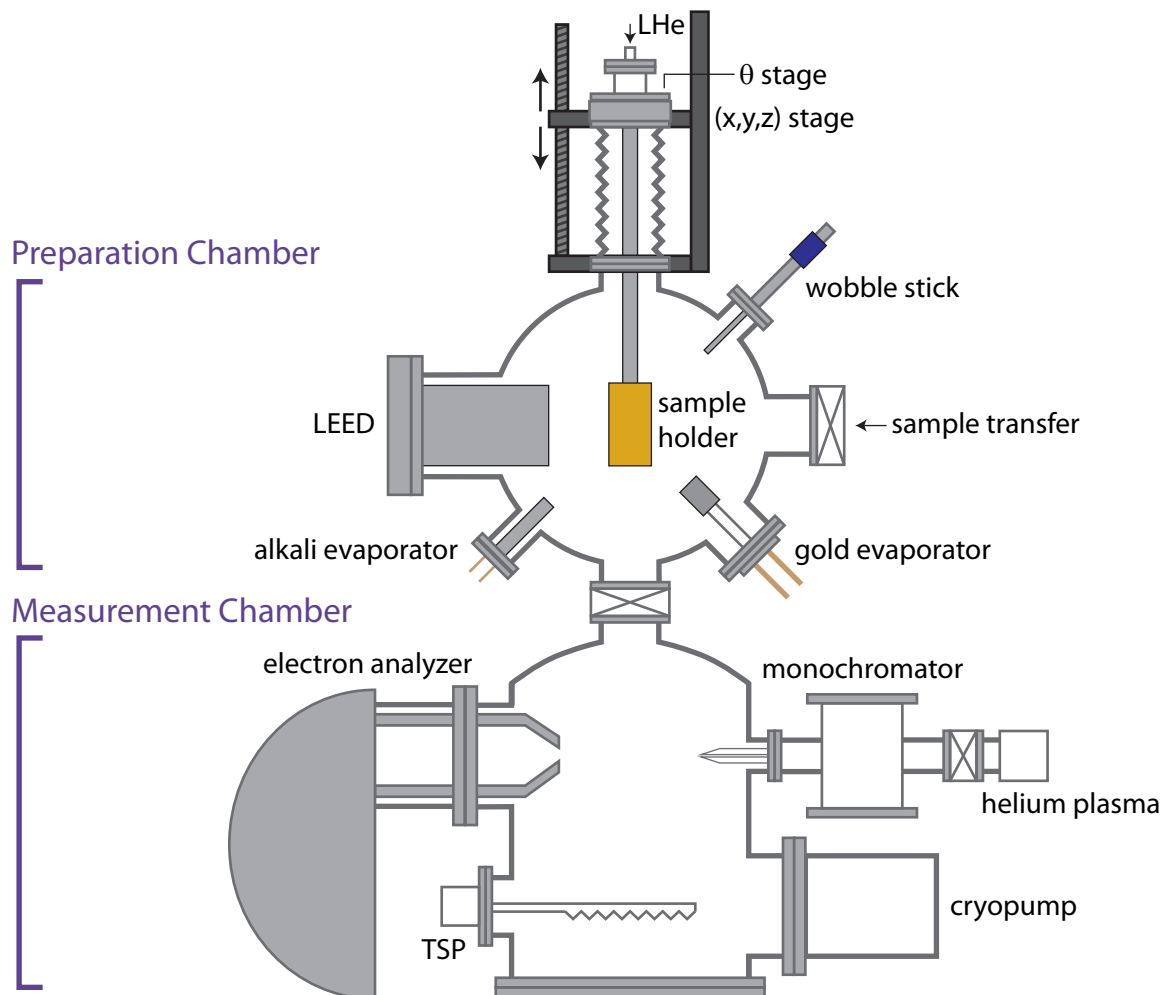 LHe
θ stage
(x,y,z) stage
Preparation Chamber
wobble stick
LEED
sample
holder
sample transfer
alkali evaporator
gold evaporator
Measurement Chamber
electron analyzer
monochromator
helium plasma
TSP
cryopump